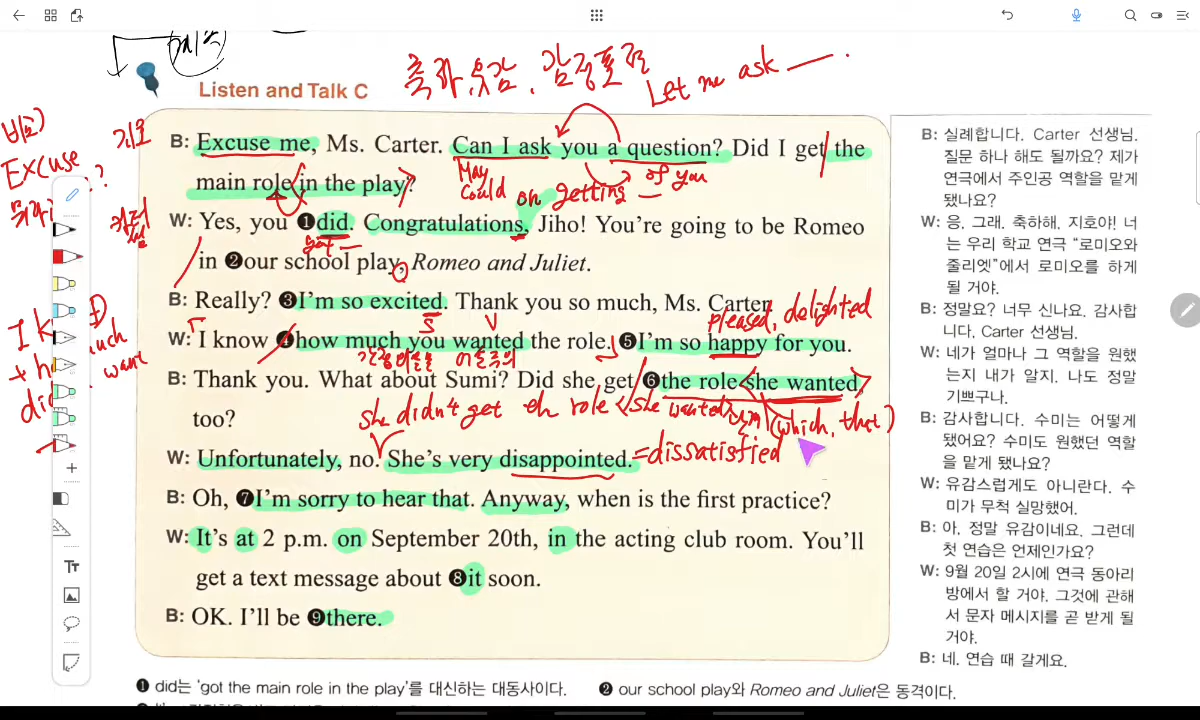 축하, 유감, 감정표현
Let me ask
Listen and Talk C
비교)
Excuse
지호
B: Excuse me, Ms. Carter. Can I ask you a question? Did I get the
May
Could
of you
main role in the play?
on getting
W: Yes, you ❶did. Congratulations, Jiho! You're going to be Romeo
got
in ❷our school play, Romeo and Juliet.
B: Really? ❸I'm so excited. Thank you so much, Ms. Carter.
pleased, delighted
S V
W: I know ❹how much you wanted the role. ❺I'm so happy for you.
B: Thank you. What about Sumi? Did she get ❻the role she wanted,
she didn't get the role <she wanted> (which, that)
too?
W: Unfortunately, no. She's very disappointed. =dissatisfied
B: Oh, ❼I'm sorry to hear that. Anyway, when is the first practice?
W: It's at 2 p.m. on September 20th, in the acting club room. You'll
get a text message about ❽it soon.
B: OK. I'll be ❾there.
B: 실례합니다, Carter 선생님.
질문 하나 해도 될까요? 제가
연극에서 주인공 역할을 맡게
됐나요?
W: 응, 그래. 축하해, 지호야! 너
는 우리 학교 연극 “로미오와
줄리엣”에서 로미오를 하게
될 거야.
B: 정말요? 너무 신나요. 감사합
니다, Carter 선생님.
W: 네가 얼마나 그 역할을 원했
는지 내가 알지. 나도 정말
기쁘구나.
B: 감사합니다. 수미는 어떻게
됐어요? 수미도 원했던 역할
을 맡게 됐나요?
W: 유감스럽게도 아니란다. 수
미가 무척 실망했어.
B: 아, 정말 유감이네요. 그런데
첫 연습은 언제인가요?
W: 9월 20일 2시에 연극 동아리
방에서 할 거야. 그것에 관해
서 문자 메시지를 곧 받게 될
거야.
B: 네. 연습 때 갈게요.
❶ did는 ‘got the main role in the play’를 대신하는 대동사이다.
❷ our school play와 Romeo and Juliet은 동격이다.